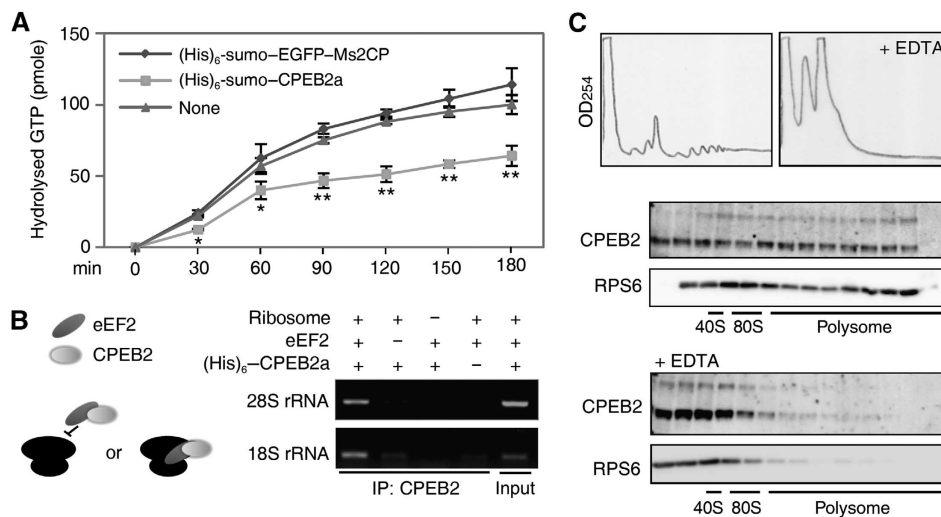 A
150
100
50
0
Hydrolysed GTP (pmole)
(His)6-sumo–EGFP–Ms2CP
(His)6-sumo–CPEB2a
None
* * ** ** ** **
min 0 30 60 90 120 150 180
B
eEF2
CPEB2
or
Ribosome + + – + +
eEF2 + – + + +
(His)6–CPEB2a + + + – +
28S rRNA
18S rRNA
IP: CPEB2 Input
C
OD254
+ EDTA
CPEB2
RPS6
40S 80S Polysome
+ EDTA
CPEB2
RPS6
40S 80S Polysome